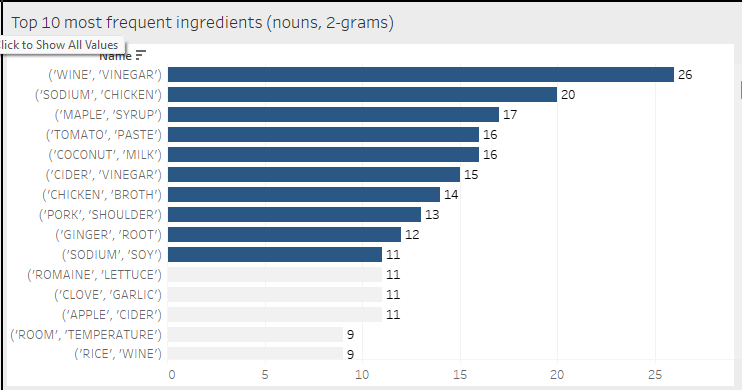 Top 10 most frequent ingredients (nouns, 2-grams)
lick to Show All Values
Name
('WINE', 'VINEGAR') 26
('SODIUM', 'CHICKEN') 20
('MAPLE', 'SYRUP') 17
('TOMATO', 'PASTE') 16
('COCONUT', 'MILK') 16
('CIDER', 'VINEGAR') 15
('CHICKEN', 'BROTH') 14
('PORK', 'SHOULDER') 13
('GINGER', 'ROOT') 12
('SODIUM', 'SOY') 11
('ROMAINE', 'LETTUCE') 11
('CLOVE', 'GARLIC') 11
('APPLE', 'CIDER') 11
('ROOM', 'TEMPERATURE') 9
('RICE', 'WINE') 9
0 5 10 15 20 25